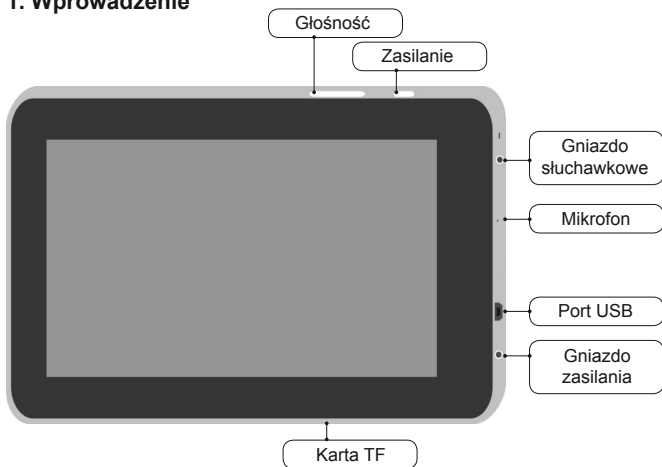 1. Wprowadzenie
Głośność
Zasilanie
Gniazdo
słuchawkowe
Mikrofon
Port USB
Gniazdo
zasilania
Karta TF